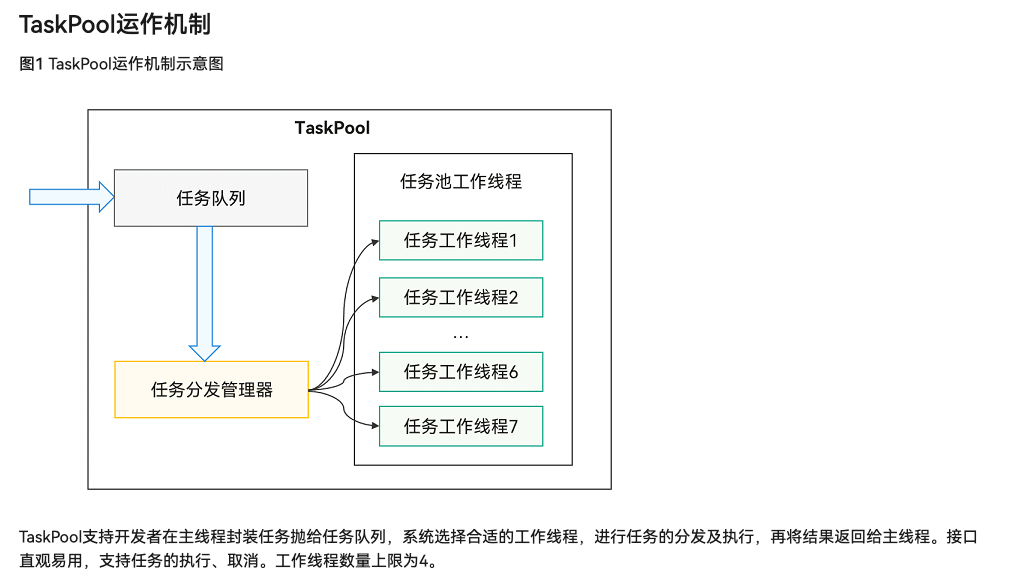 TaskPool运作机制
图1 TaskPool运作机制示意图
TaskPool
任务队列
任务分发管理器
任务池工作线程
任务工作线程1
任务工作线程2
...
任务工作线程6
任务工作线程7
TaskPool支持开发者在主线程封装任务抛给任务队列，系统选择合适的工作线程，进行任务的分发及执行，再将结果返回给主线程。接口
直观易用，支持任务的执行、取消。工作线程数量上限为4。